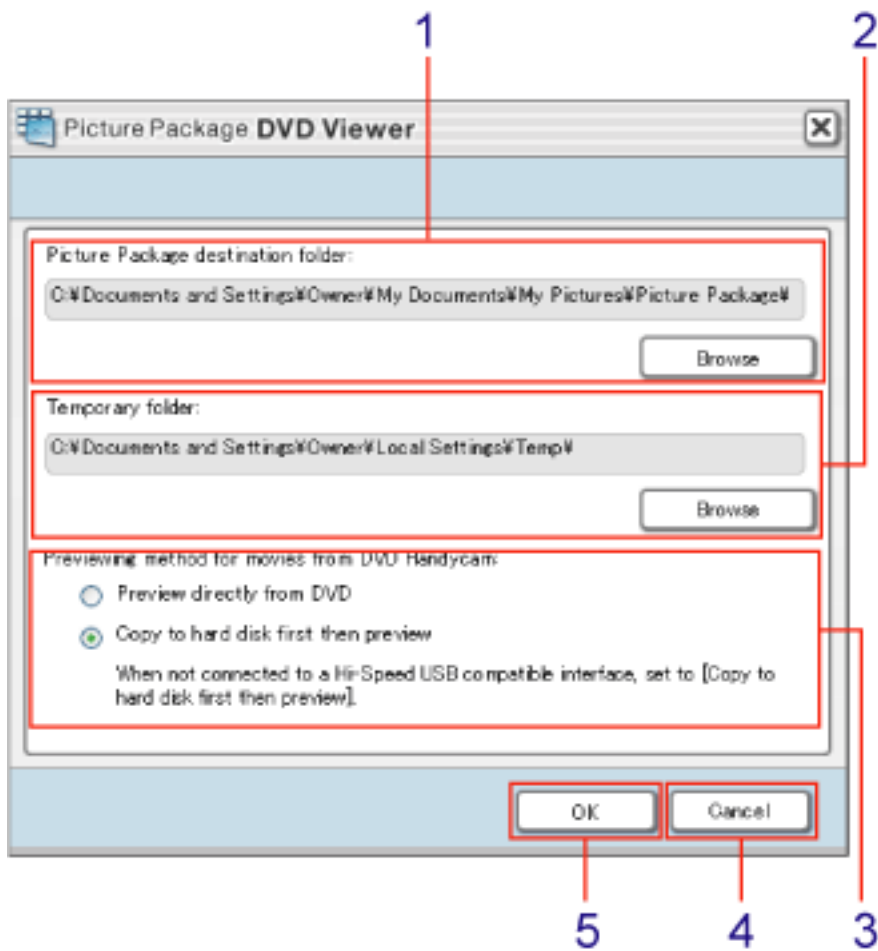 1
2
Picture Package DVD Viewer
Picture Package destination folder:
C:¥Documents and Settings¥Owner¥My Documents¥My Pictures¥Picture Package¥
Browse
Temporary folder:
C:¥Documents and Settings¥Owner¥Local Settings¥Temp¥
Browse
Previewing method for movies from DVD Handycam:
Preview directly from DVD
Copy to hard disk first then preview
When not connected to a Hi-Speed USB compatible interface, set to [Copy to
hard disk first then preview].
OK
Cancel
5
4
3